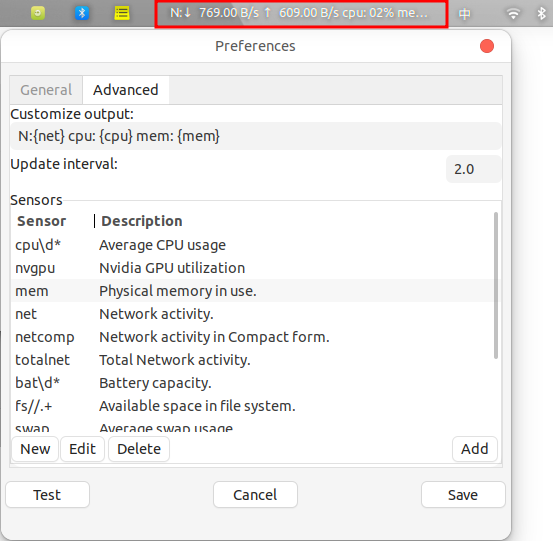 N:↓ 769.00 B/s ↑ 609.00 B/s cpu: 02% me... 中
Preferences
General Advanced
Customize output:
N:{net} cpu: {cpu} mem: {mem}
Update interval: 2.0
Sensors
Sensor Description
cpu\d* Average CPU usage
nvgpu Nvidia GPU utilization
mem Physical memory in use.
net Network activity.
netcomp Network activity in Compact form.
totalnet Total Network activity.
bat\d* Battery capacity.
fs//.+ Available space in file system.
swap Average swap usage
New Edit Delete Add
Test Cancel Save